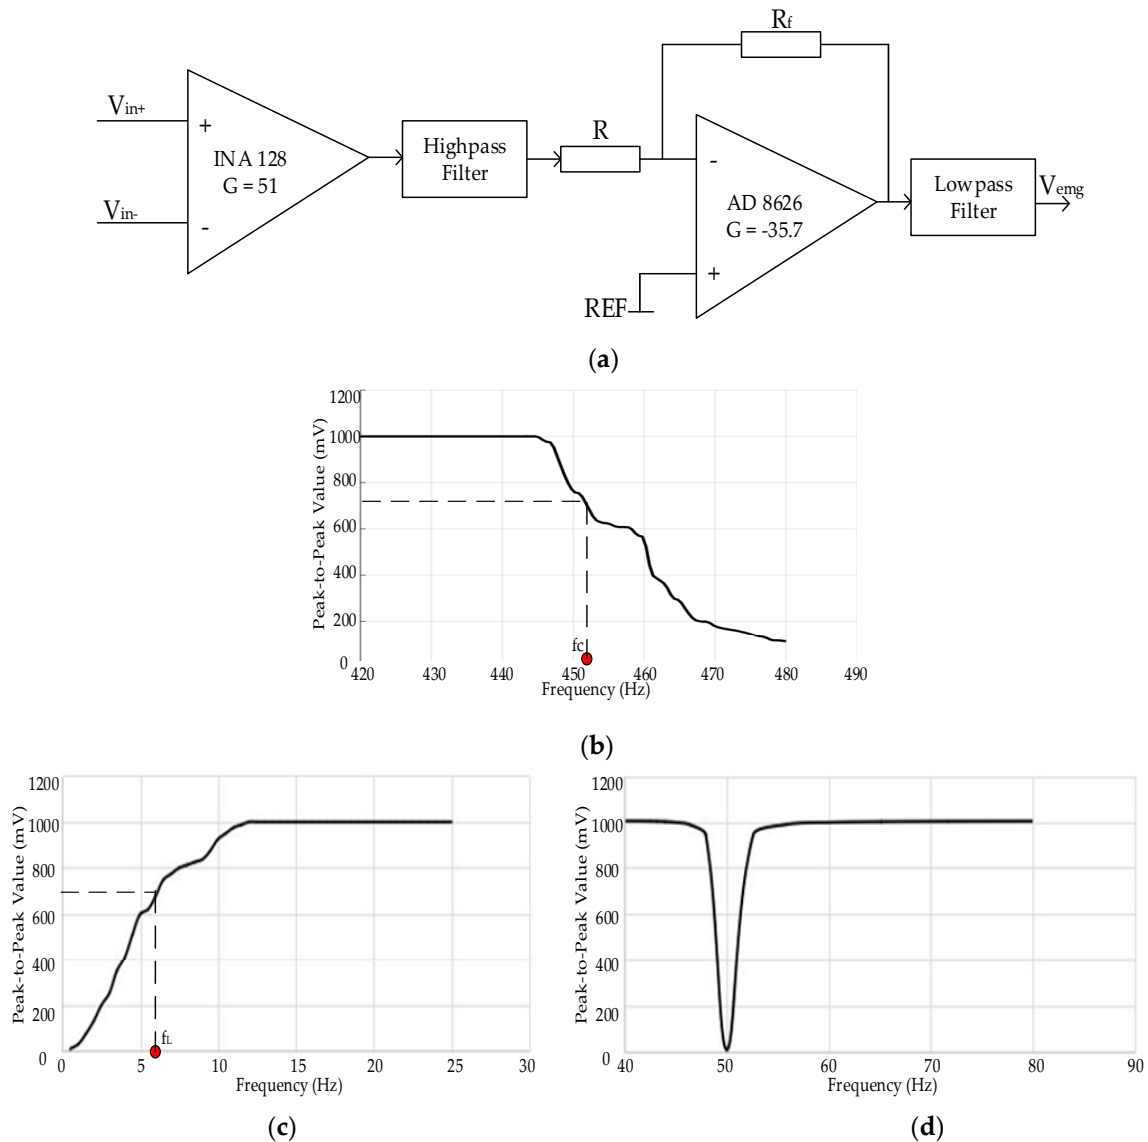 Rf
Vin+
+
INA 128
G = 51
Vin-
-
Highpass
Filter
R
-
AD 8626
G = -35.7
+
REF
Lowpass
Filter
Vemg
(a)
Peak-to-Peak Value (mV)
1200
1000
800
600
400
200
0
fC
420 430 440 450 460 470 480 490
Frequency (Hz)
(b)
Peak-to-Peak Value (mV)
1200
1000
800
600
400
200
0
fL
0 5 10 15 20 25 30
Frequency (Hz)
(c)
Peak-to-Peak Value (mV)
1200
1000
800
600
400
200
0
40 50 60 70 80 90
Frequency (Hz)
(d)